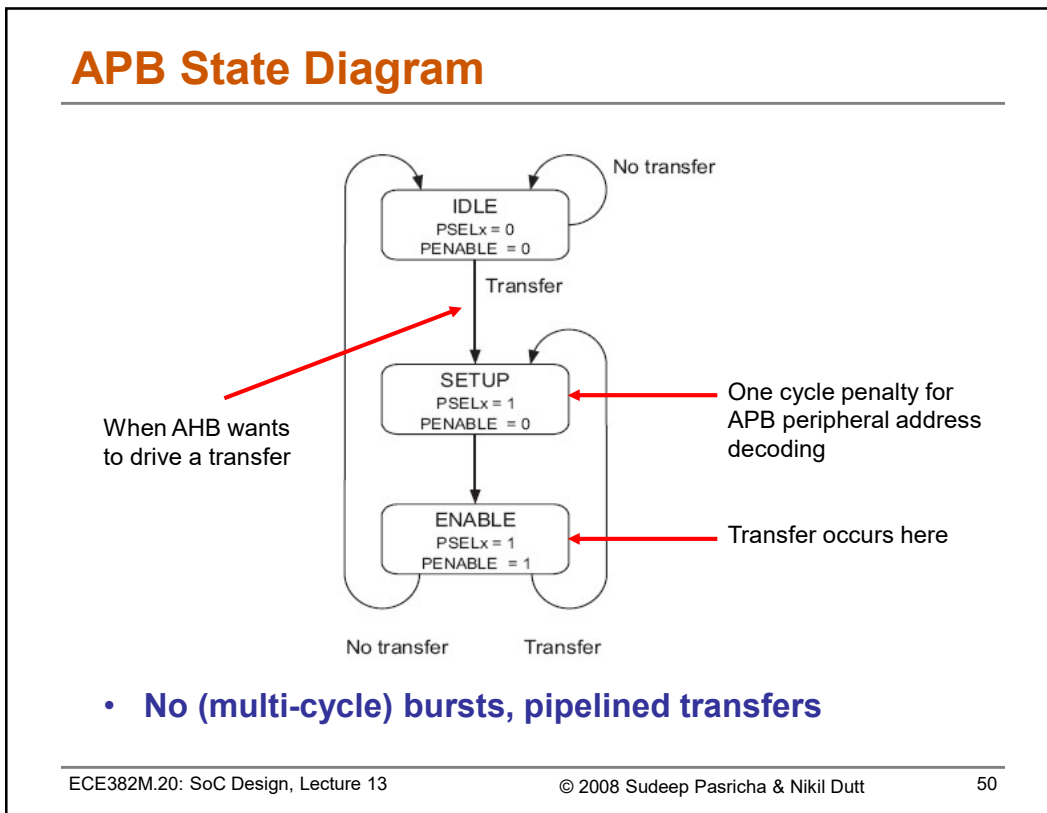 APB State Diagram
No transfer
IDLE
PSELx = 0
PENABLE = 0
Transfer
SETUP
PSELx = 1
PENABLE = 0
When AHB wants
to drive a transfer
One cycle penalty for
APB peripheral address
decoding
ENABLE
PSELx = 1
PENABLE = 1
Transfer occurs here
No transfer
Transfer
• No (multi-cycle) bursts, pipelined transfers
ECE382M.20: SoC Design, Lecture 13
© 2008 Sudeep Pasricha & Nikil Dutt
50